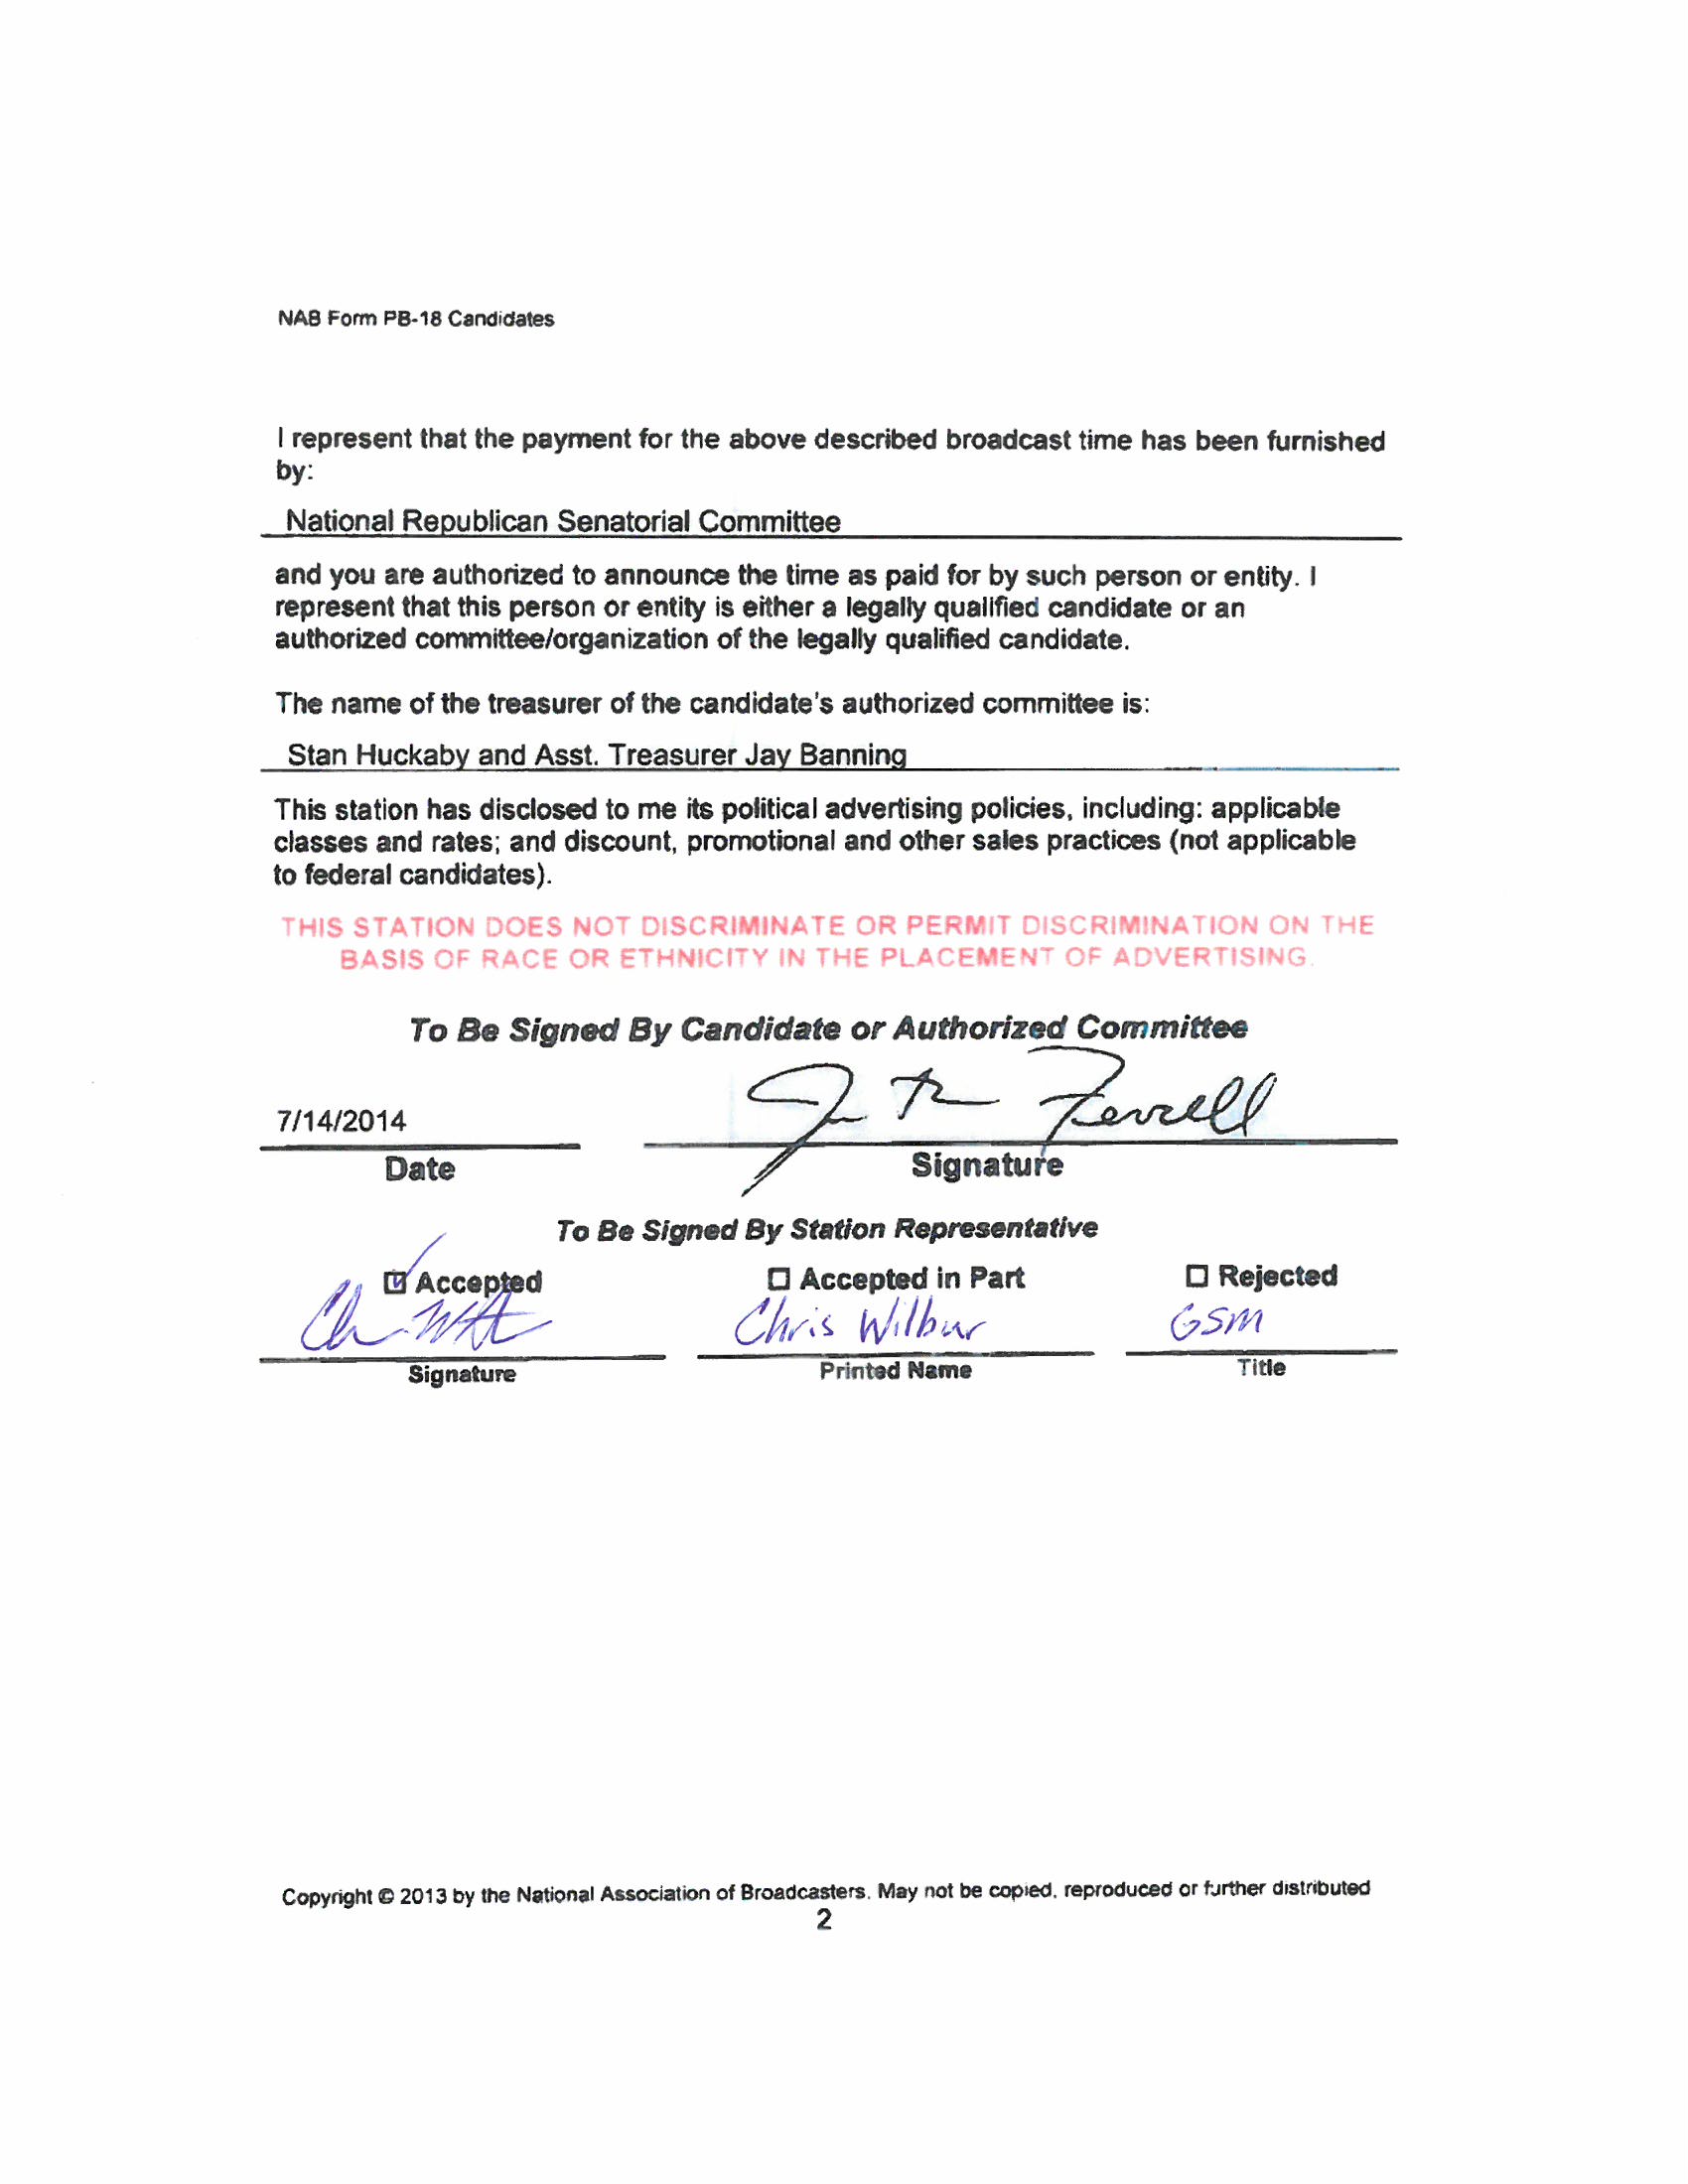 NAB Form PB-18 Candidates
I represent that the payment for the above described broadcast time has been furnished
by:
National Republican Senatorial Committee
and you are authorized to announce the time as paid for by such person or entity. I
represent that this person or entity is either a legally qualified candidate or an
authorized committee/organization of the legally qualified candidate.
The name of the treasurer of the candidate's authorized committee is:
Stan Huckaby and Asst. Treasurer Jay Banning
This station has disclosed to me its political advertising policies, including: applicable
classes and rates; and discount, promotional and other sales practices (not applicable
to federal candidates).
THIS STATION DOES NOT DISCRIMINATE OR PERMIT DISCRIMINATION ON THE
BASIS OF RACE OR ETHNICITY IN THE PLACEMENT OF ADVERTISING.
To Be Signed By Candidate or Authorized Committee
7/14/2014 Ferrell
Date Signature
To Be Signed By Station Representative
Accepted Accepted in Part Rejected
Chris Wilbur GSM
Signature Printed Name Title
Copyright © 2013 by the National Association of Broadcasters. May not be copied, reproduced or further distributed
2